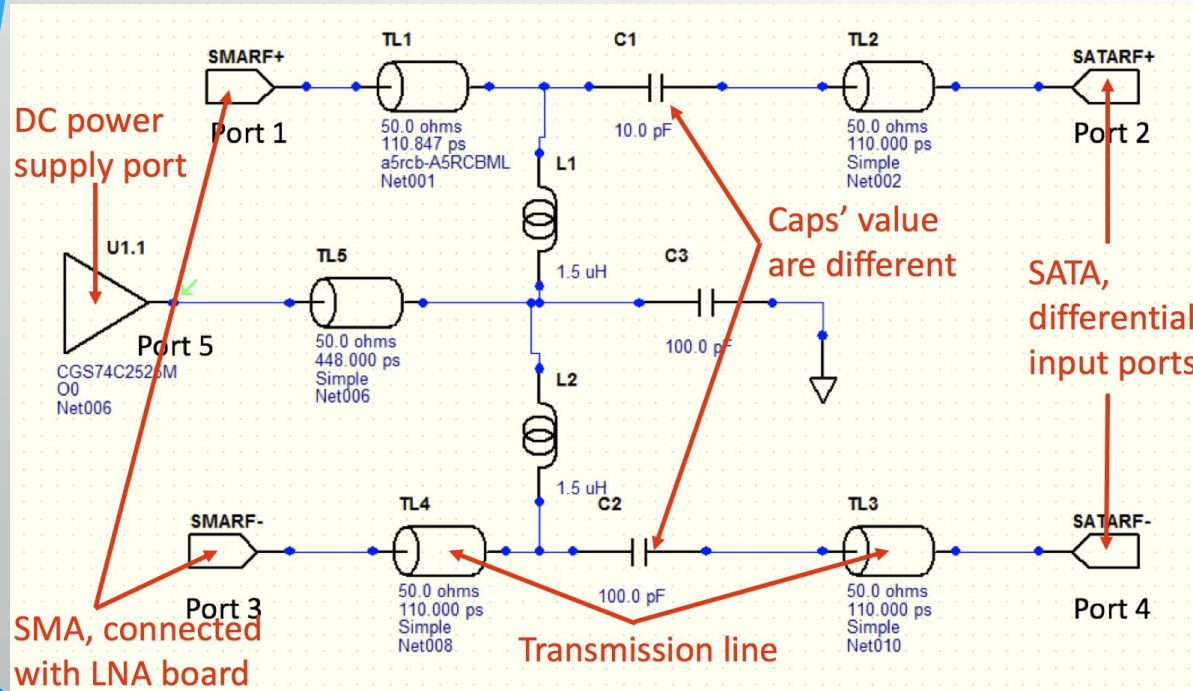 TL1
C1
TL2
SMARF+
SATARF+
DC power
supply port
Port 1
50.0 ohms
110.847 ps
a5rcb-A5RCBML
Net001
10.0 pF
50.0 ohms
110.000 ps
Simple
Net002
Port 2
L1
1.5 uH
Caps’ value
are different
U1.1
TL5
C3
SATA,
differential
input ports
Port 5
CGS74C2525M
O0
Net006
50.0 ohms
448.000 ps
Simple
Net006
100.0 pF
L2
1.5 uH
TL4
C2
TL3
SMARF-
SATARF-
Port 3
50.0 ohms
110.000 ps
Simple
Net008
100.0 pF
50.0 ohms
110.000 ps
Simple
Net010
Port 4
SMA, connected
with LNA board
Transmission line